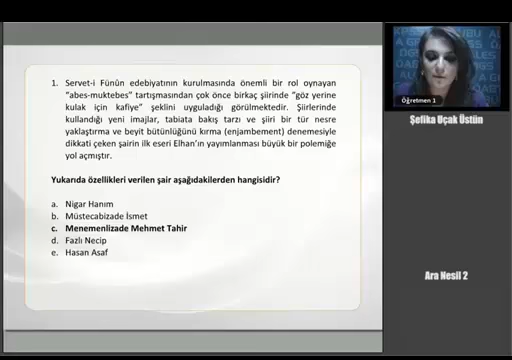 1. Servet-i Fünûn edebiyatının kurulmasında önemli bir rol oynayan
“abes-muktebes” tartışmasından çok önce birkaç şiirinde “göz yerine
kulak için kafiye” şeklini uyguladığı görülmektedir. Şiirlerinde
kullandığı yeni imajlar, tabiata bakış tarzı ve şiiri bir tür nesre
yaklaştırma ve beyit bütünlüğünü kırma (enjambement) denemesiyle
dikkati çeken şairin ilk eseri Elhan’ın yayımlanması büyük bir polemiğe
yol açmıştır.
Yukarıda özellikleri verilen şair aşağıdakilerden hangisidir?
a. Nigar Hanım
b. Müstecabizade İsmet
c. Menemenlizade Mehmet Tahir
d. Fazlı Necip
e. Hasan Asaf
Öğretmen 1
Şefika Uçak Üstün
Ara Nesil 2